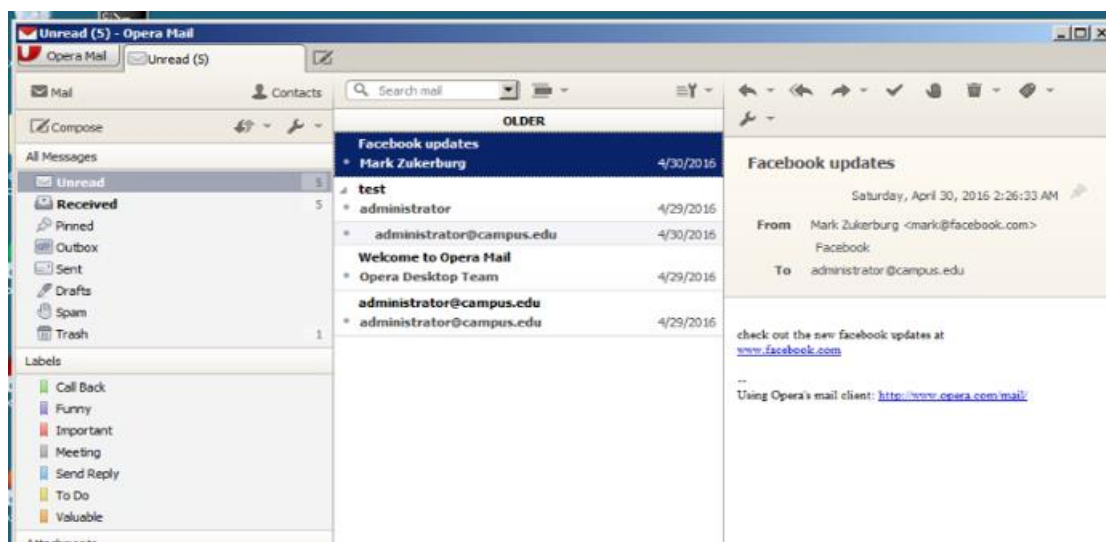 Unread (5) - Opera Mail
Opera Mail
Unread (5)
Mail
Contacts
Search mail
Compose
OLDER
All Messages
Unread 5
Received 5
Pinned
Outbox
Sent
Drafts
Spam
Trash 1
Labels
Call Back
Funny
Important
Meeting
Send Reply
To Do
Valuable
Facebook updates
Mark Zukerburg 4/30/2016
test
administrator 4/29/2016
administrator@campus.edu 4/30/2016
Welcome to Opera Mail
Opera Desktop Team 4/29/2016
administrator@campus.edu
administrator@campus.edu 4/29/2016
Facebook updates
Saturday, April 30, 2016 2:26:33 AM
From Mark Zukerburg <mark@facebook.com>
Facebook
To administrator@campus.edu
check out the new facebook updates at
www.facebook.com
--
Using Opera's mail client: http://www.opera.com/mail/